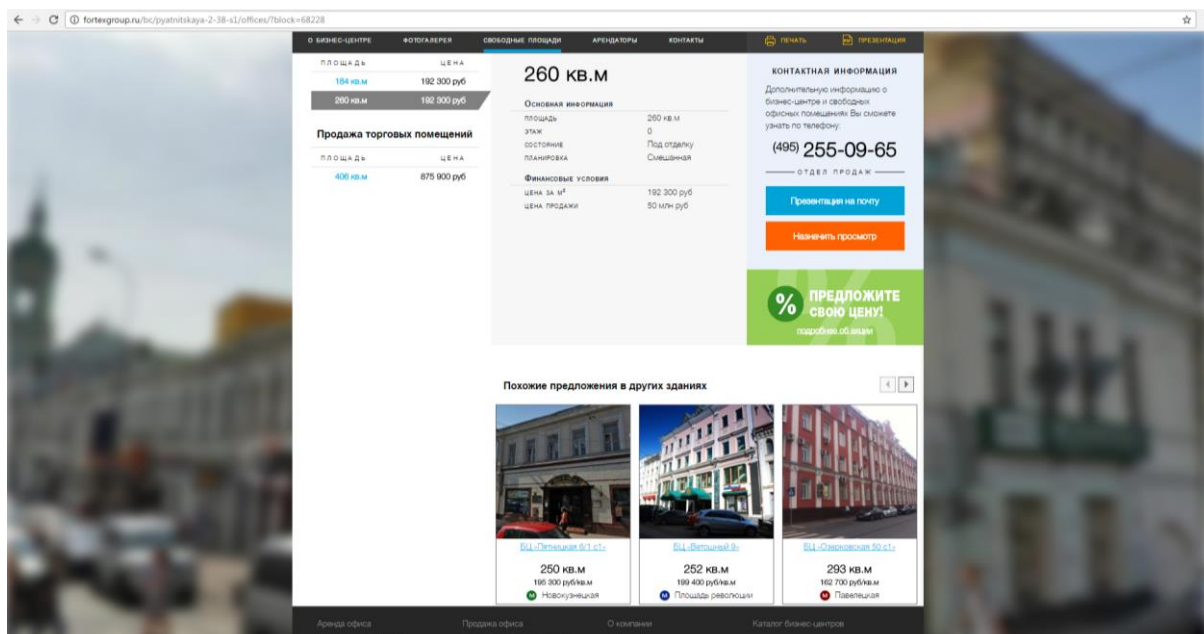 fortexgroup.ru/bc/pyatnitskaya-2-38-s1/offices/?block=68228
О БИЗНЕС-ЦЕНТРЕ ФОТОГАЛЕРЕЯ СВОБОДНЫЕ ПЛОЩАДИ АРЕНДАТОРЫ КОНТАКТЫ ПЕЧАТЬ ПРЕЗЕНТАЦИЯ
ПЛОЩАДЬ ЦЕНА
184 кв.м 192 300 руб
260 кв.м 192 300 руб
Продажа торговых помещений
ПЛОЩАДЬ ЦЕНА
406 кв.м 875 900 руб
260 кв.м
Основная информация
ПЛОЩАДЬ 260 кв.м
ЭТАЖ 0
СОСТОЯНИЕ Под отделку
ПЛАНИРОВКА Смешанная
Финансовые условия
ЦЕНА ЗА М² 192 300 руб
ЦЕНА ПРОДАЖИ 50 млн руб
КОНТАКТНАЯ ИНФОРМАЦИЯ
Дополнительную информацию о
бизнес-центре и свободных
офисных помещениях Вы сможете
узнать по телефону:
(495) 255-09-65
ОТДЕЛ ПРОДАЖ
Презентация на почту
Назначить просмотр
% ПРЕДЛОЖИТЕ
СВОЮ ЦЕНУ!
подробнее об акции
Похожие предложения в других зданиях
БЦ «Пятницкая 6/1 с1»
250 кв.м
195 300 руб/кв.м
Новокузнецкая
БЦ «Ветошный 9»
252 кв.м
199 400 руб/кв.м
Площадь революции
БЦ «Озерковская 50 с1»
293 кв.м
162 700 руб/кв.м
Павелецкая
Аренда офиса Продажа офиса О компании Каталог бизнес-центров